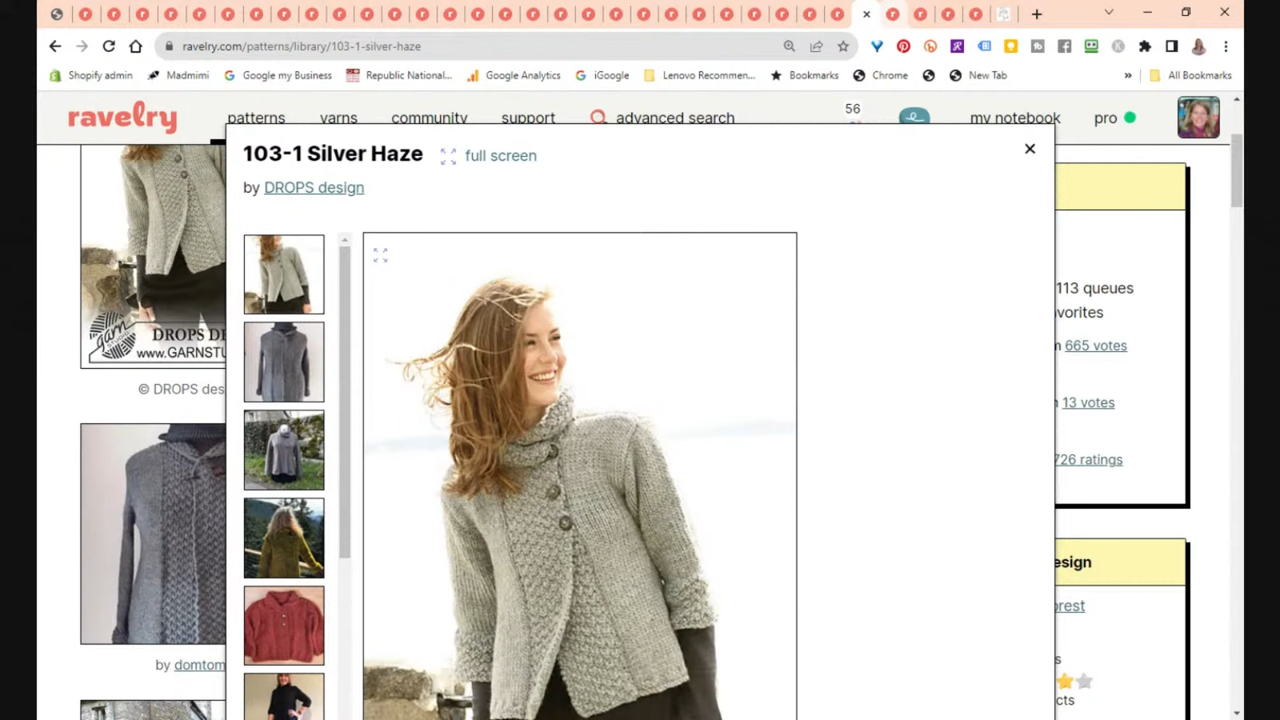 ravelry.com/patterns/library/103-1-silver-haze
Shopify admin
Madmimi
Google my Business
Republic National...
Google Analytics
iGoogle
Lenovo Recommen...
Bookmarks
Chrome
New Tab
»
All Bookmarks
ravelry
patterns
yarns
community
support
advanced search
56
my notebook
pro
103-1 Silver Haze
full screen
by DROPS design
113 queues
vorites
665 votes
13 votes
726 ratings
DROPS DE
www.GARNSTU
garn
© DROPS des
by domtom
esign
orest
s
cts